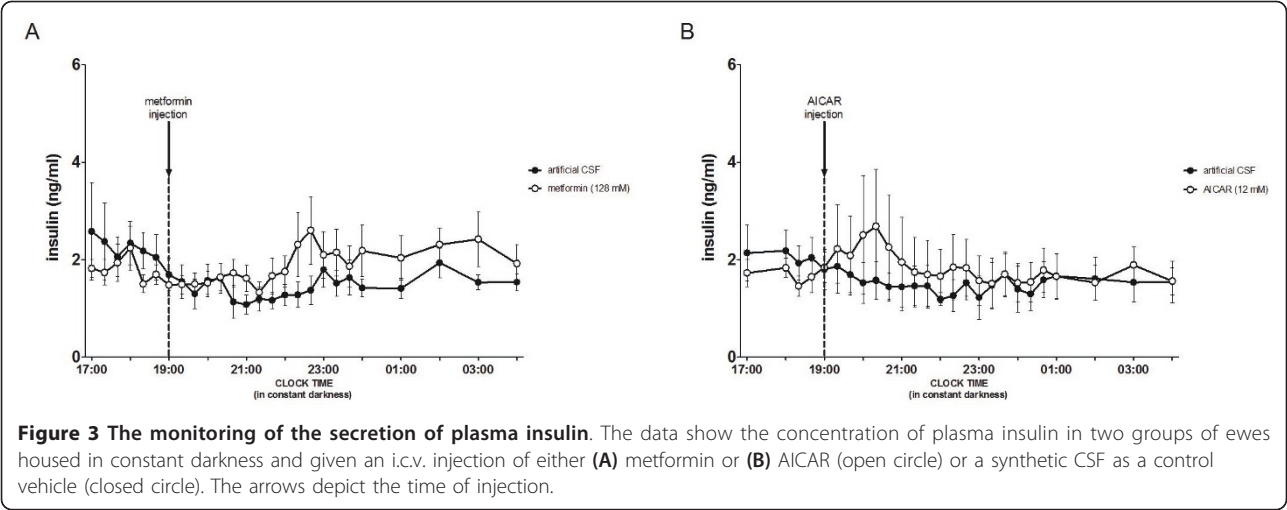 A
B
6
metformin
injection
4
insulin (ng/ml)
artificial CSF
metformin (128 mM)
2
0
17:00 19:00 21:00 23:00 01:00 03:00
CLOCK TIME
(in constant darkness)
6
AICAR
injection
4
insulin (ng/ml)
artificial CSF
AICAR (12 mM)
2
0
17:00 19:00 21:00 23:00 01:00 03:00
CLOCK TIME
(in constant darkness)
Figure 3 The monitoring of the secretion of plasma insulin. The data show the concentration of plasma insulin in two groups of ewes
housed in constant darkness and given an i.c.v. injection of either (A) metformin or (B) AICAR (open circle) or a synthetic CSF as a control
vehicle (closed circle). The arrows depict the time of injection.